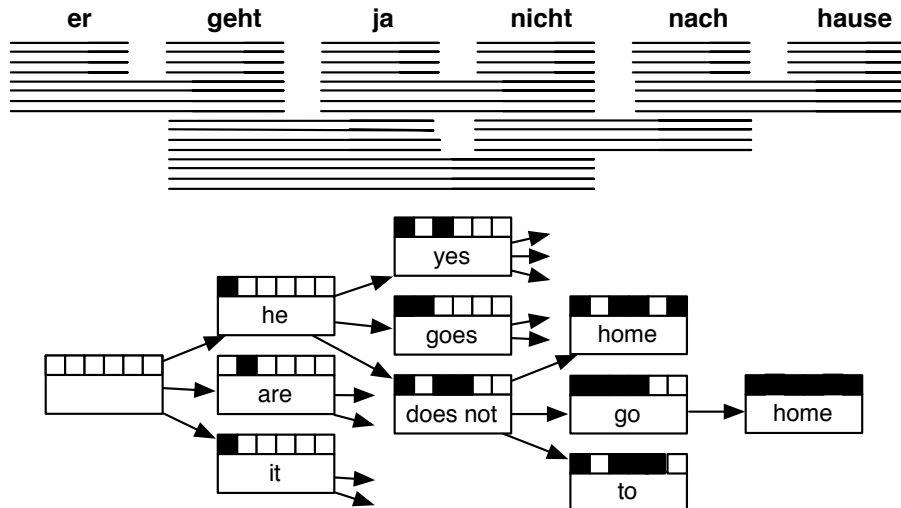 er geht ja nicht nach hause
yes
he
goes home
are
does not go home
it
to